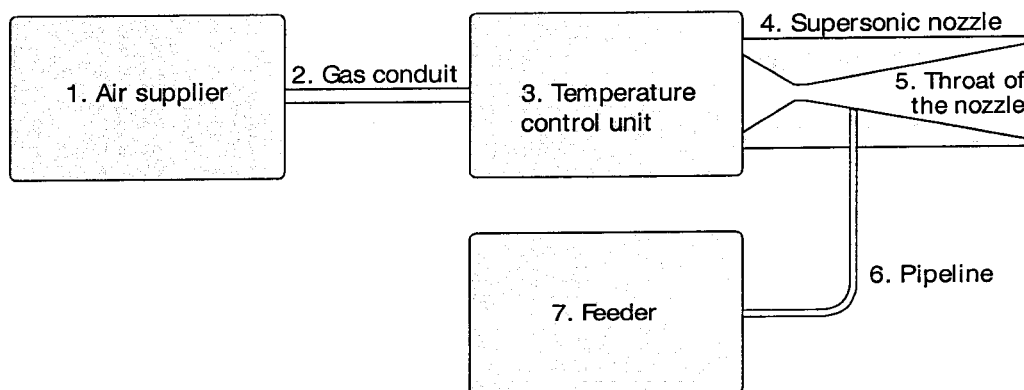 4. Supersonic nozzle
2. Gas conduit
1. Air supplier
3. Temperature
control unit
5. Throat of
the nozzle
6. Pipeline
7. Feeder